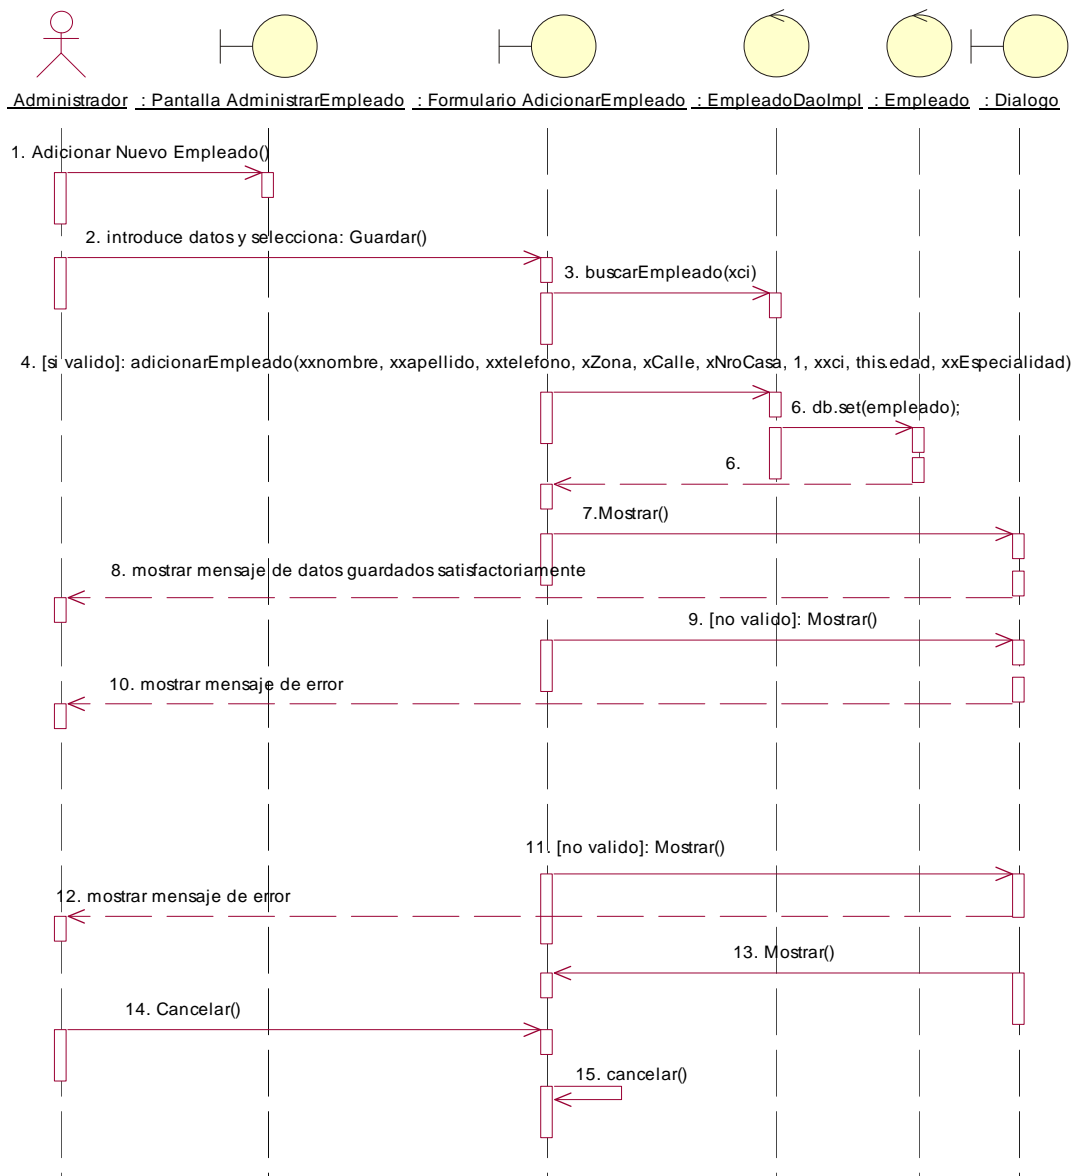 Administrador : Pantalla AdministrarEmpleado : Formulario AdicionarEmpleado : EmpleadoDaoImpl : Empleado : Dialogo
1. Adicionar Nuevo Empleado()
2. introduce datos y selecciona: Guardar()
3. buscarEmpleado(xci)
4. [si valido]: adicionarEmpleado(xxnombre, xxapellido, xxtelefono, xZona, xCalle, xNroCasa, 1, xxci, this.edad, xxEspecialidad)
6. db.set(empleado);
6.
7.Mostrar()
8. mostrar mensaje de datos guardados satisfactoriamente
9. [no valido]: Mostrar()
10. mostrar mensaje de error
11. [no valido]: Mostrar()
12. mostrar mensaje de error
13. Mostrar()
14. Cancelar()
15. cancelar()